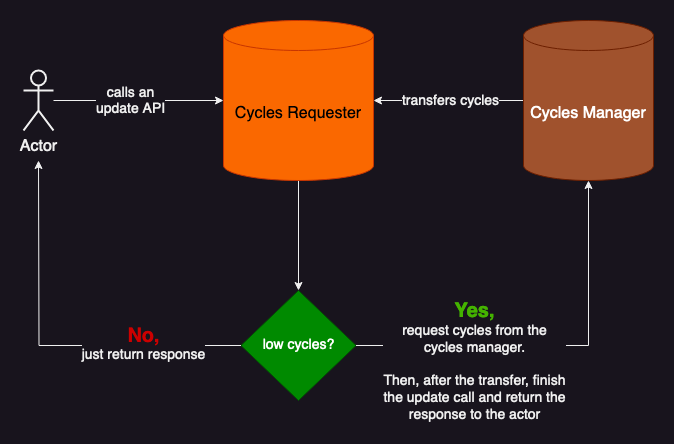 calls an
update API
Cycles Requester
transfers cycles
Cycles Manager
Actor
low cycles?
No,
just return response
Yes,
request cycles from the
cycles manager.
Then, after the transfer, finish
the update call and return the
response to the actor